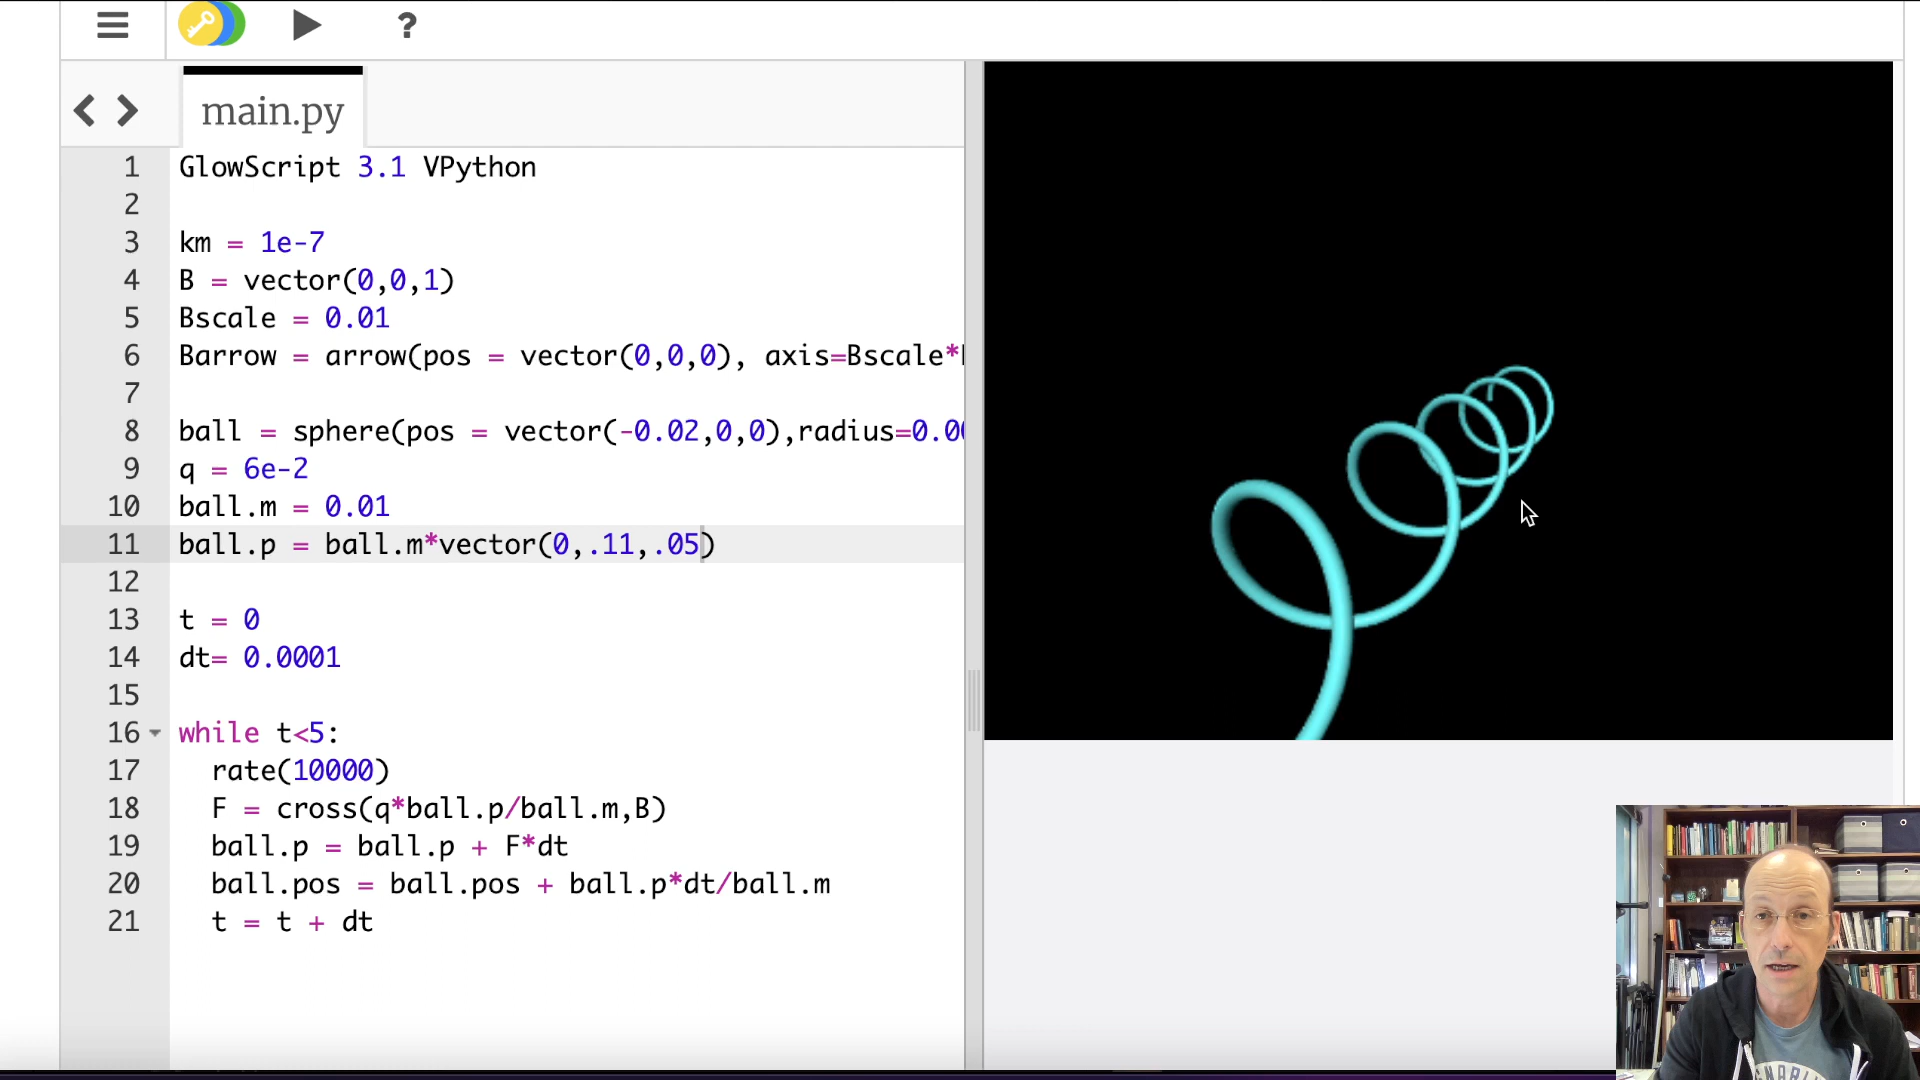 ?
main.py
1 GlowScript 3.1 VPython
2
3 km = 1e-7
4 B = vector(0,0,1)
5 Bscale = 0.01
6 Barrow = arrow(pos = vector(0,0,0), axis=Bscale*
7
8 ball = sphere(pos = vector(-0.02,0,0),radius=0.00
9 q = 6e-2
10 ball.m = 0.01
11 ball.p = ball.m*vector(0,.11,.05)
12
13 t = 0
14 dt= 0.0001
15
16 while t<5:
17 rate(10000)
18 F = cross(q*ball.p/ball.m,B)
19 ball.p = ball.p + F*dt
20 ball.pos = ball.pos + ball.p*dt/ball.m
21 t = t + dt